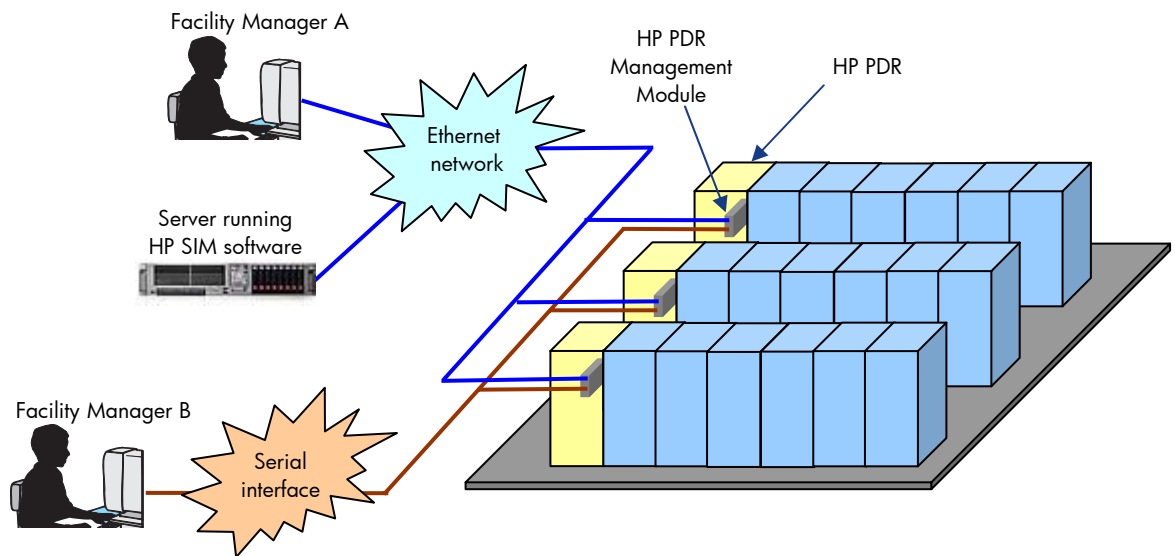 Facility Manager A
HP PDR
Management
Module
HP PDR
Ethernet
network
Server running
HP SIM software
Facility Manager B
Serial
interface